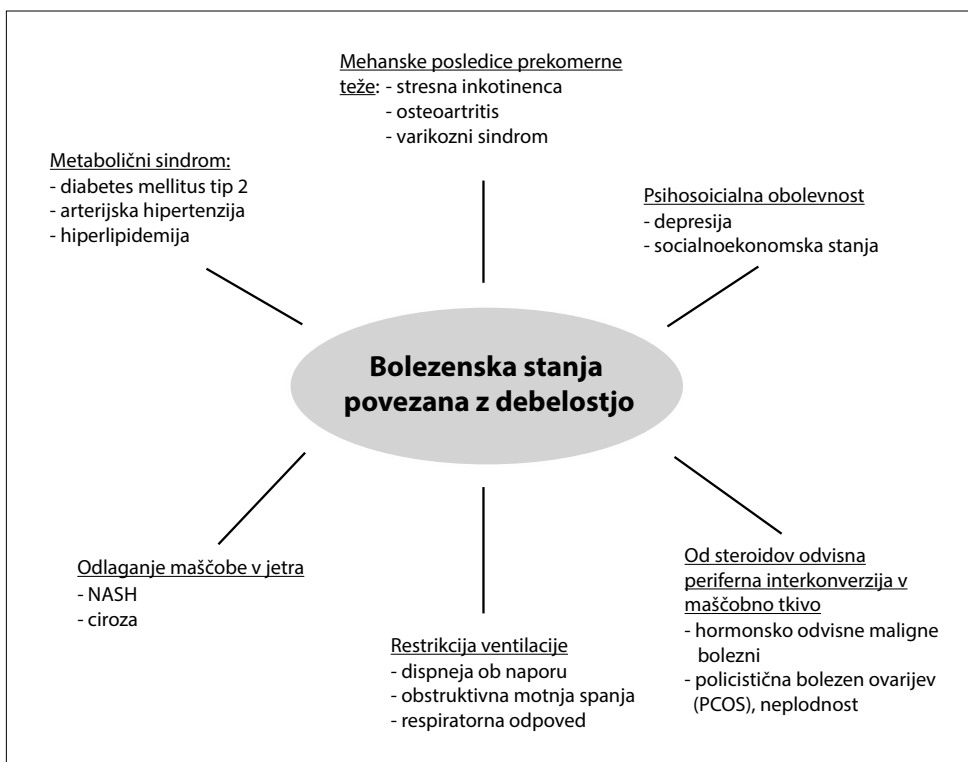 Mehanske posledice prekomerne
teže: - stresna inkotinenca
- osteoartritis
- varikozni sindrom
Metabolični sindrom:
- diabetes mellitus tip 2
- arterijska hipertenzija
- hiperlipidemija
Psihosoicialna obolevnost
- depresija
- socialnoekonomska stanja
Bolezenska stanja
povezana z debelostjo
Odlaganje maščobe v jetra
- NASH
- ciroza
Restrikcija ventilacije
- dispneja ob naporu
- obstruktivna motnja spanja
- respiratorna odpoved
Od steroidov odvisna
periferna interkonverzija v
maščobno tkivo
- hormonsko odvisne maligne
bolezni
- policistična bolezen ovarijev
(PCOS), neplodnost